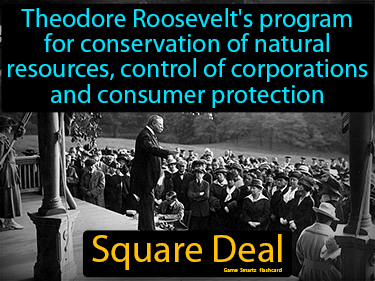 Theodore Roosevelt's program
for conservation of natural
resources, control of corporations
and consumer protection
Square Deal
Game Smartz flashcard